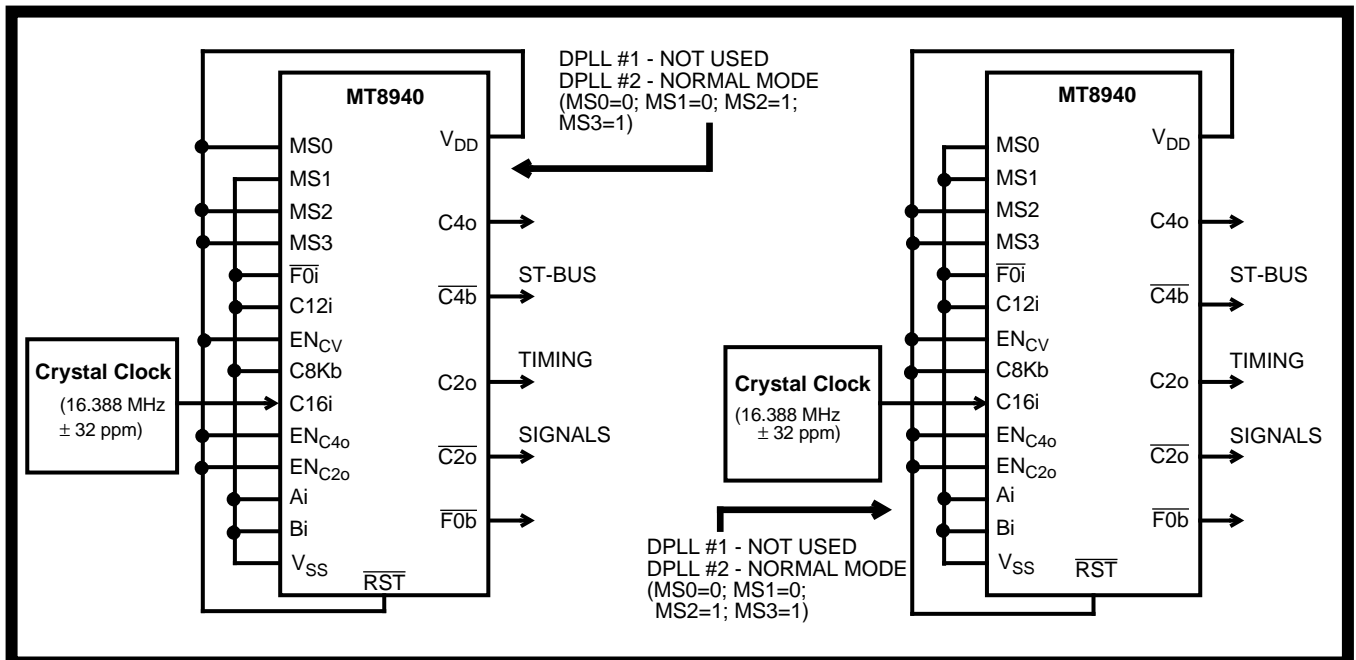 DPLL #1 - NOT USED
DPLL #2 - NORMAL MODE
(MS0=0; MS1=0; MS2=1;
MS3=1)
MT8940
MS0
MS1
MS2
MS3
F0i
C12i
ENCV
C8Kb
C16i
ENC4o
ENC2o
Ai
Bi
VSS
RST
VDD
C4o
C4b
C2o
C2o
F0b
ST-BUS
TIMING
SIGNALS
Crystal Clock
(16.388 MHz
± 32 ppm)
MT8940
MS0
MS1
MS2
MS3
F0i
C12i
ENCV
C8Kb
C16i
ENC4o
ENC2o
Ai
Bi
VSS
RST
VDD
C4o
C4b
C2o
C2o
F0b
ST-BUS
TIMING
SIGNALS
Crystal Clock
(16.388 MHz
± 32 ppm)
DPLL #1 - NOT USED
DPLL #2 - NORMAL MODE
(MS0=0; MS1=0;
MS2=1; MS3=1)